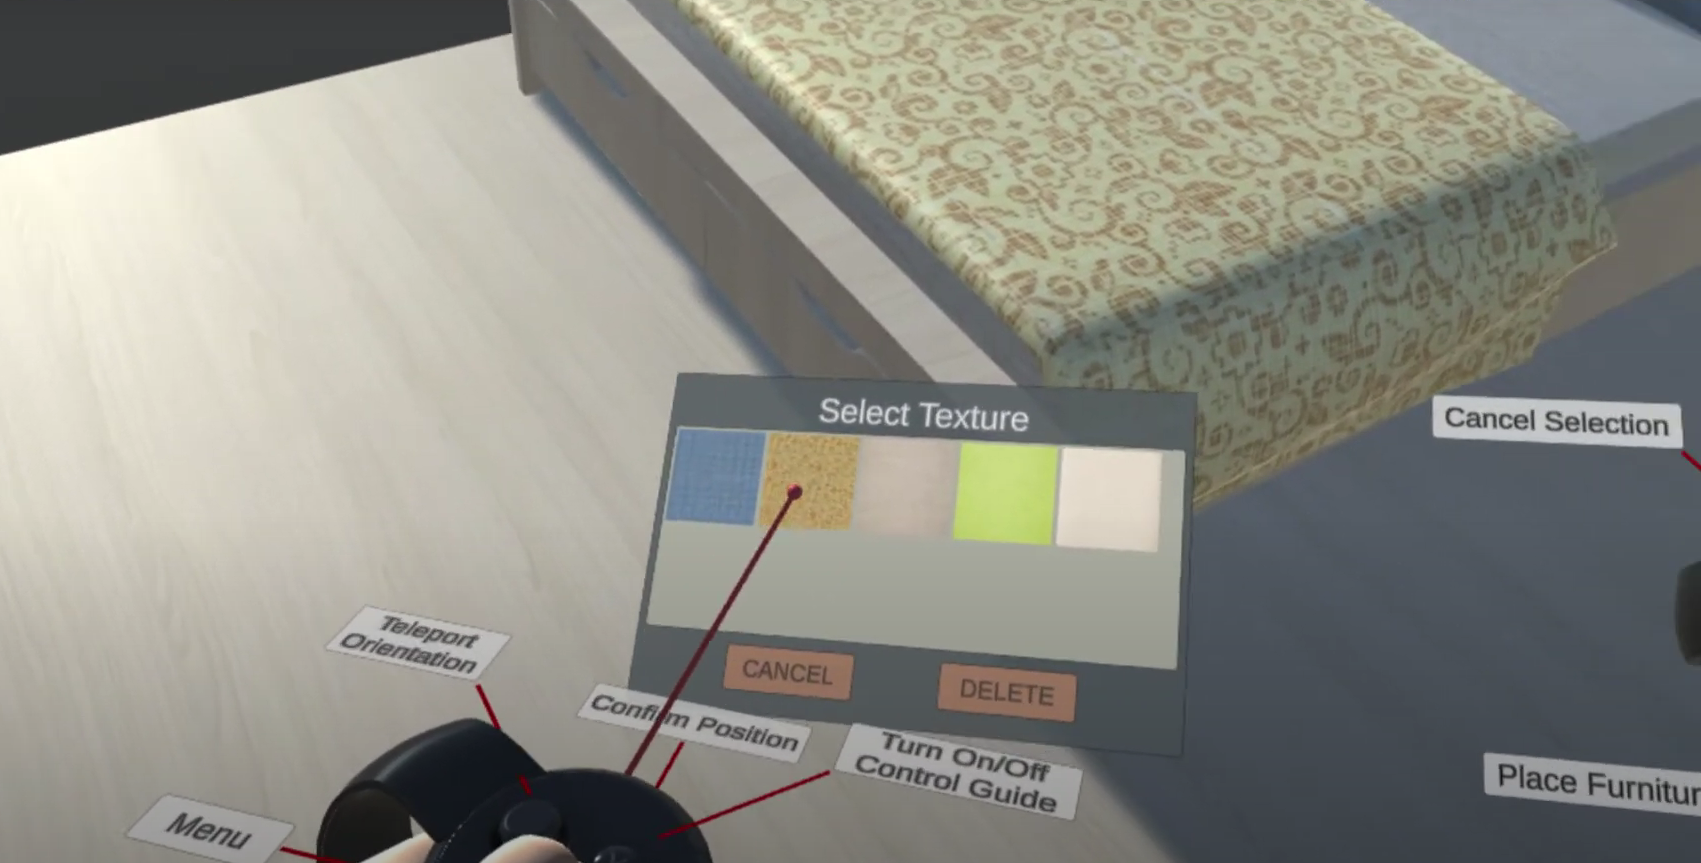 Select Texture
Cancel Selection
CANCEL
DELETE
Teleport
Orientation
Confirm Position
Turn On/Off
Control Guide
Place Furnitur
Menu